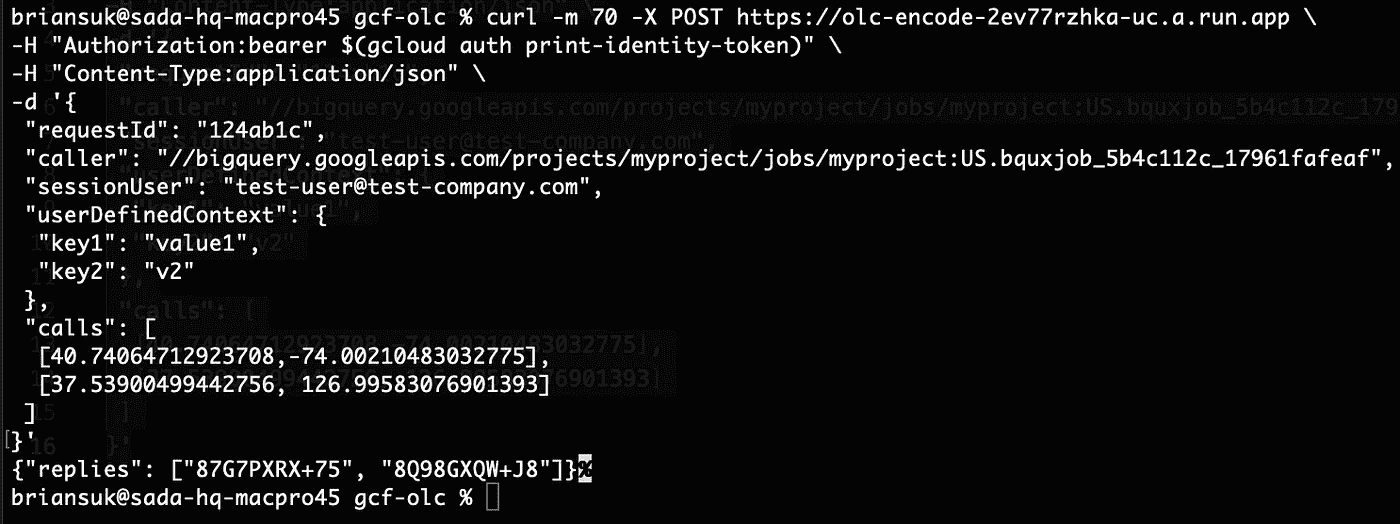 briansuk@sada-hq-macpro45 gcf-olc % curl -m 70 -X POST https://olc-encode-2ev77rzhka-uc.a.run.app \
-H "Authorization:bearer $(gcloud auth print-identity-token)" \
-H "Content-Type:application/json" \
-d '{
"requestId": "124ab1c",
"caller": "//bigquery.googleapis.com/projects/myproject/jobs/myproject:US.bquxjob_5b4c112c_17961fafeaf",
"sessionUser": "test-user@test-company.com",
"userDefinedContext": {
"key1": "value1",
"key2": "v2"
},
"calls": [
[40.74064712923708,-74.00210483032775],
[37.53900499442756, 126.99583076901393]
]
}'
{"replies": ["87G7PXRX+75", "8Q98GXQW+J8"]}%
briansuk@sada-hq-macpro45 gcf-olc %